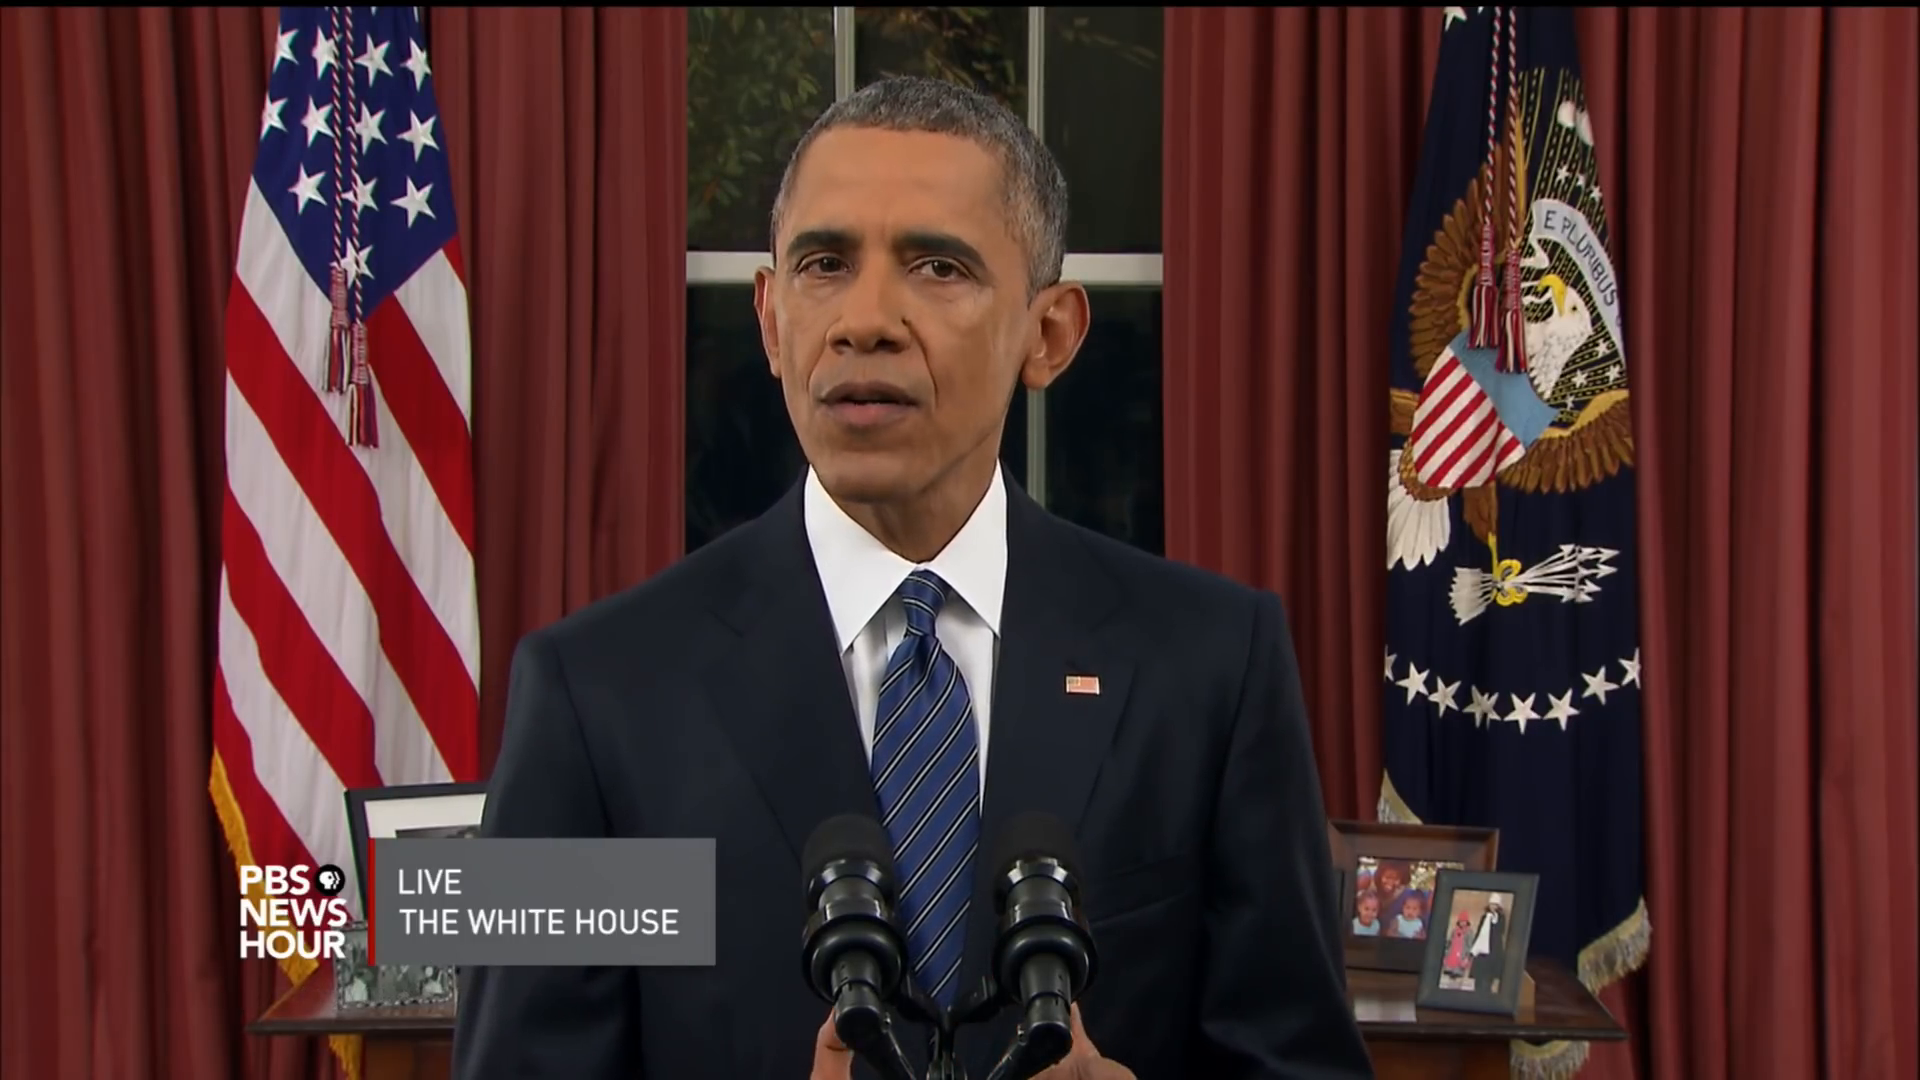 E PLURIBUS
PBS
NEWS
HOUR
LIVE
THE WHITE HOUSE